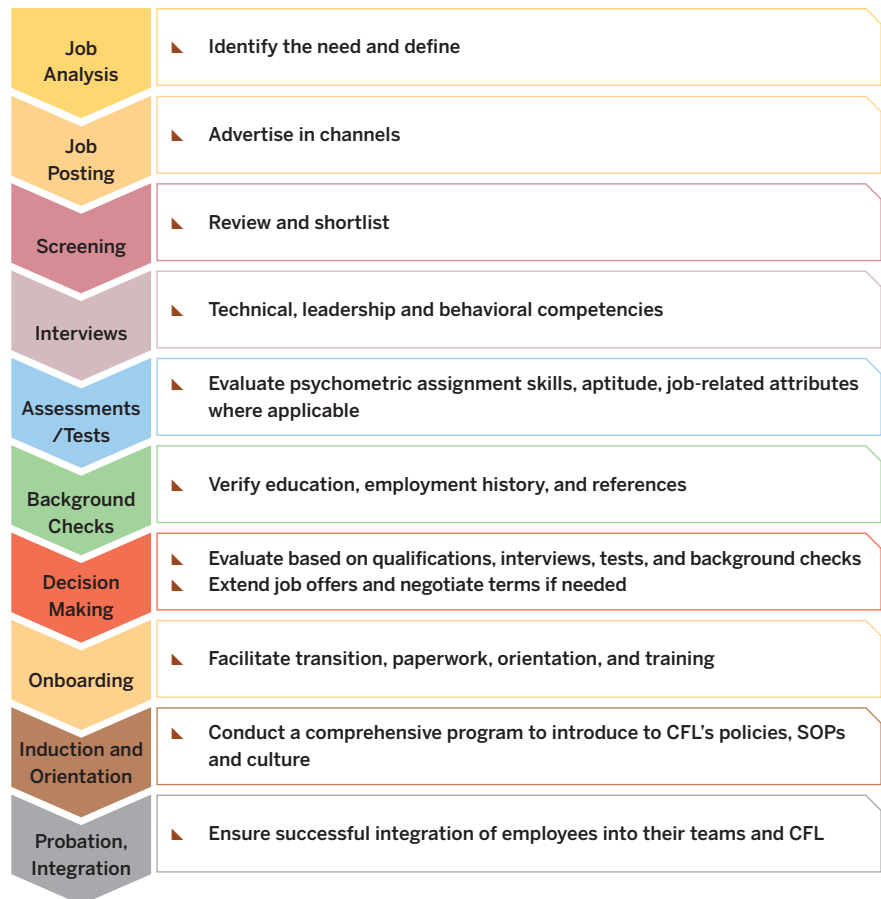 Job
Analysis
Identify the need and define
Job
Posting
Advertise in channels
Screening
Review and shortlist
Interviews
Technical, leadership and behavioral competencies
Assessments
/Tests
Evaluate psychometric assignment skills, aptitude, job-related attributes
where applicable
Background
Checks
Verify education, employment history, and references
Decision
Making
Evaluate based on qualifications, interviews, tests, and background checks
Extend job offers and negotiate terms if needed
Onboarding
Facilitate transition, paperwork, orientation, and training
Induction and
Orientation
Conduct a comprehensive program to introduce to CFL's policies, SOPs
and culture
Probation,
Integration
Ensure successful integration of employees into their teams and CFL